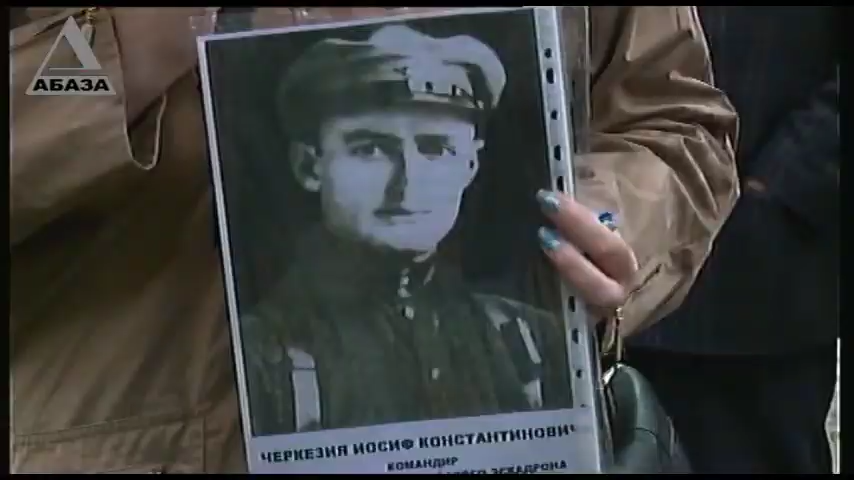 АБАЗА
ЧЕРКЕЗИЯ ИОСИФ КОНСТАНТИНОВИЧ
КОМАНДИР
ЭСКАДРОНА